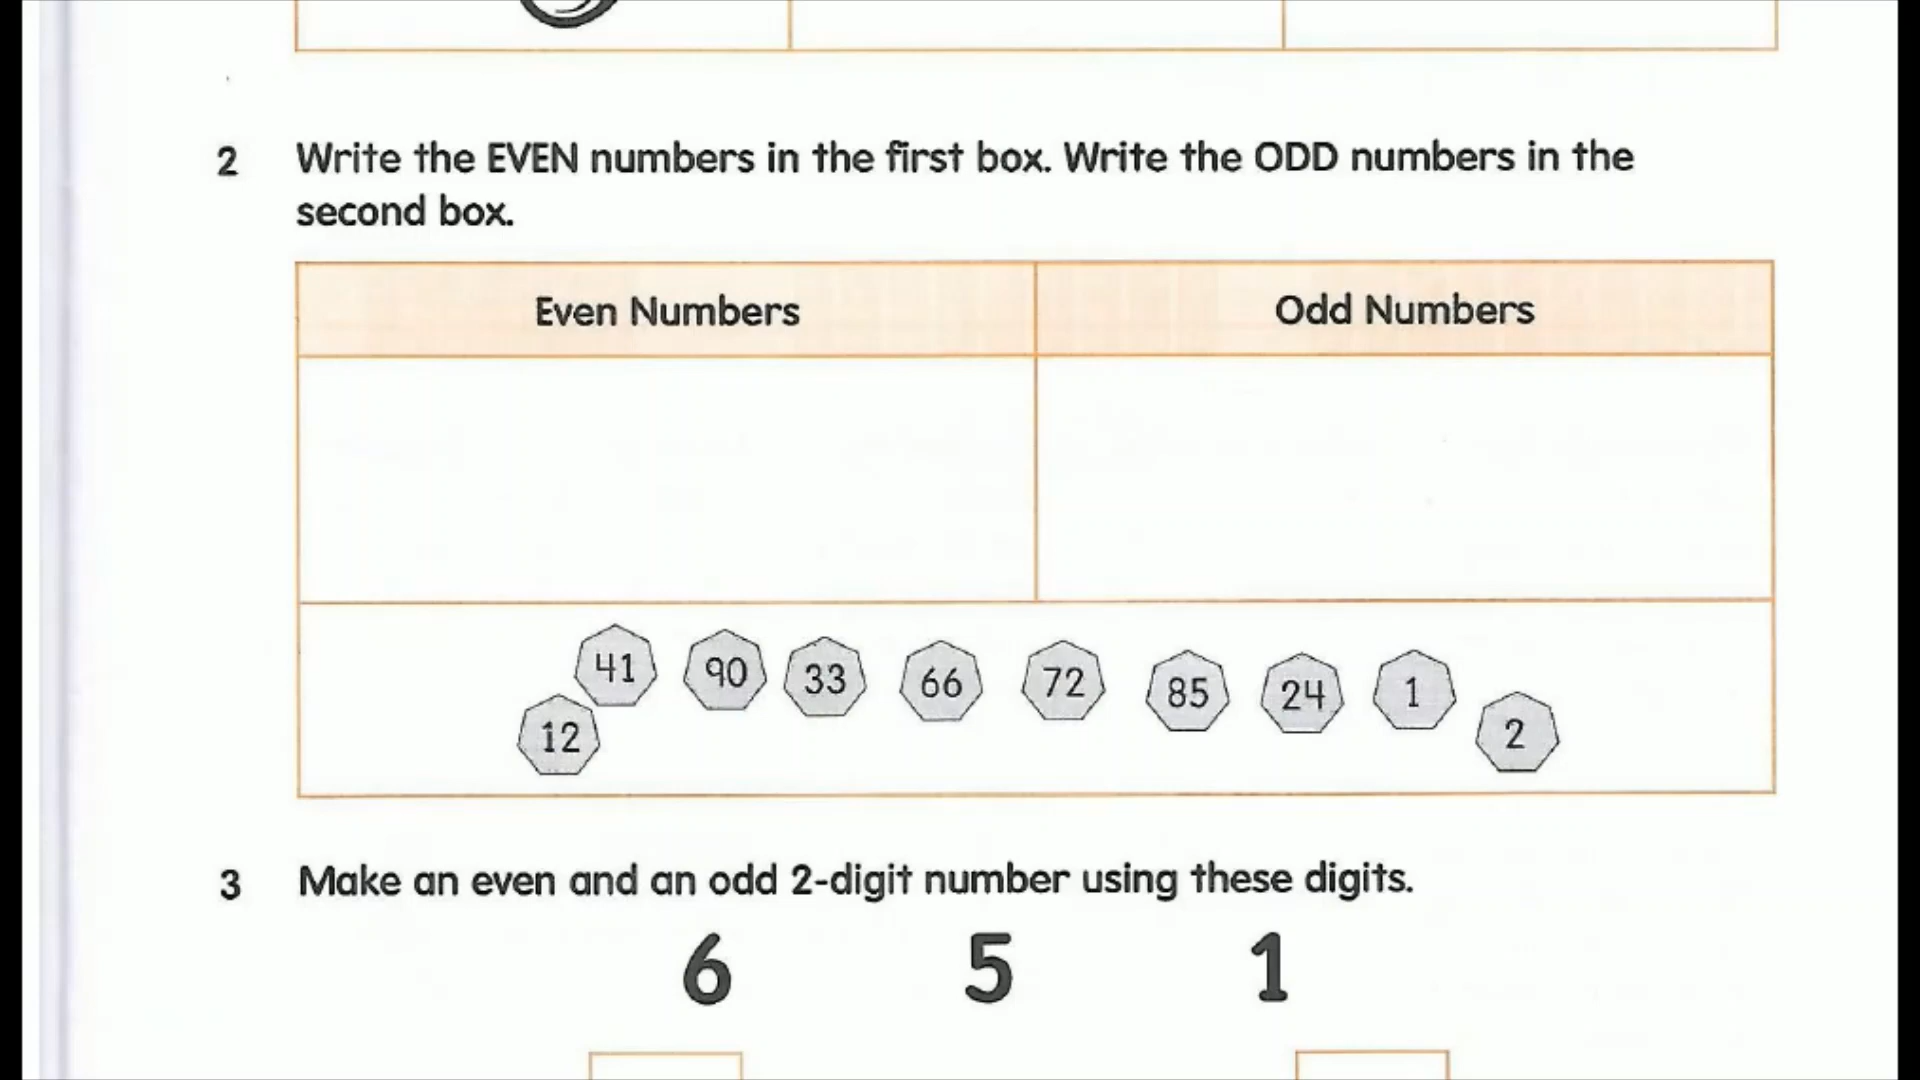 2 Write the EVEN numbers in the first box. Write the ODD numbers in the
second box.
Even Numbers Odd Numbers
12 41 90 33 66 72 85 24 1 2
3 Make an even and an odd 2-digit number using these digits.
6 5 1